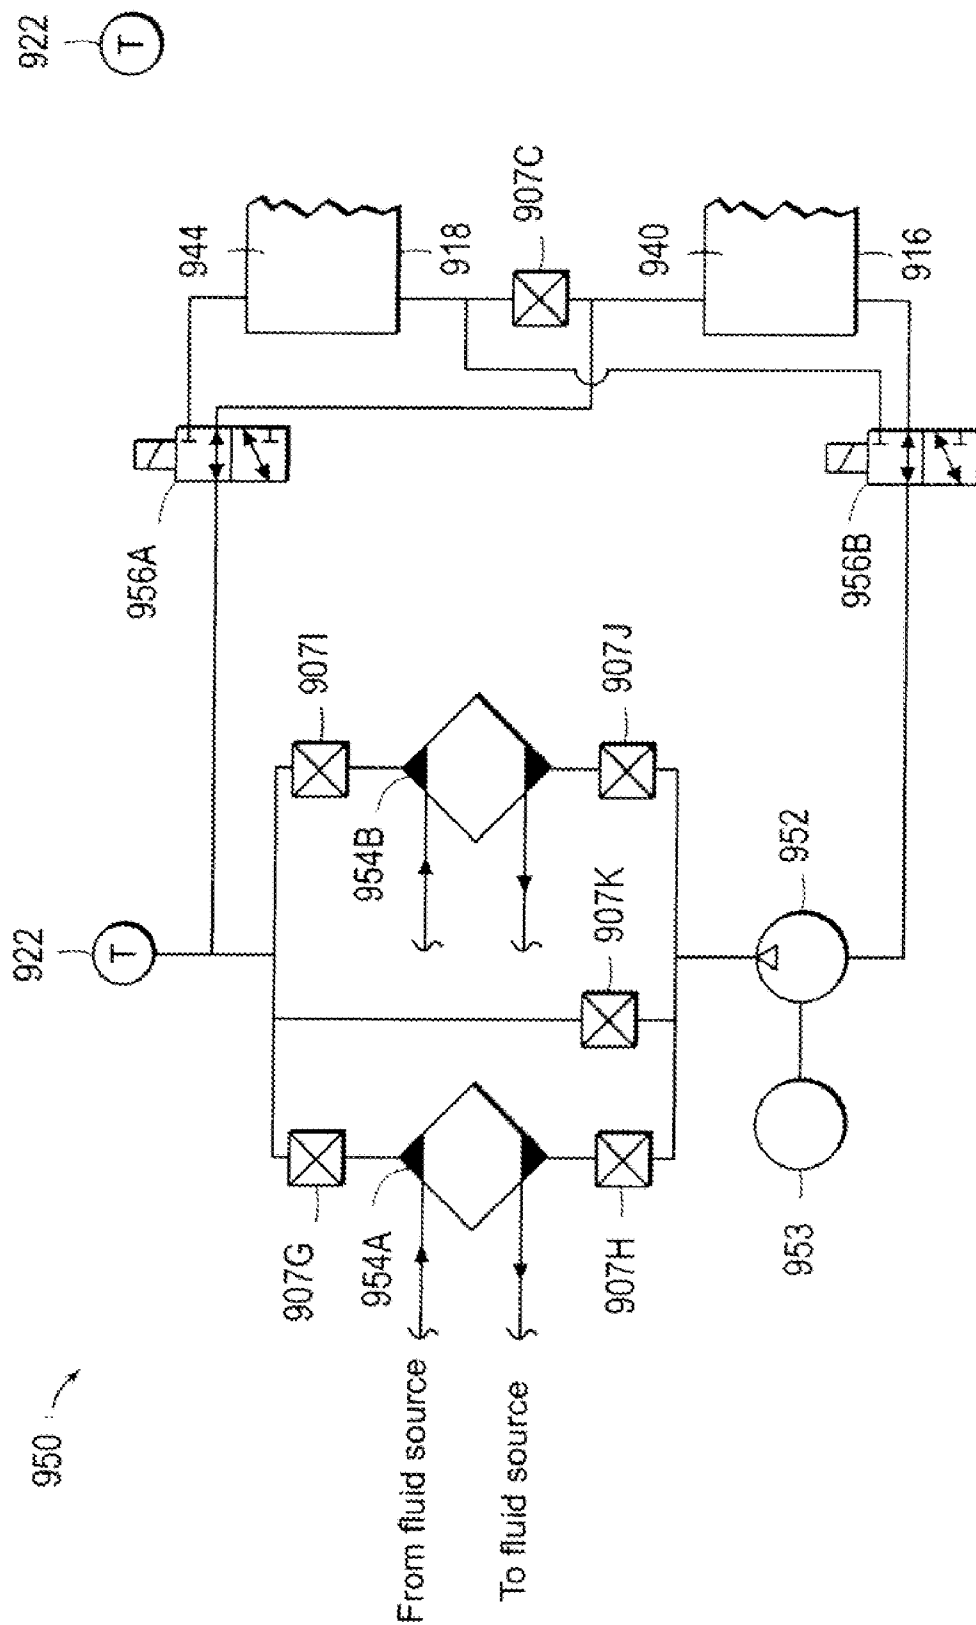 950
From fluid source
To fluid source
907G
954A
907H
953
922
T
907K
952
954B
907I
907J
956A
956B
944
918
907C
940
916
922
T